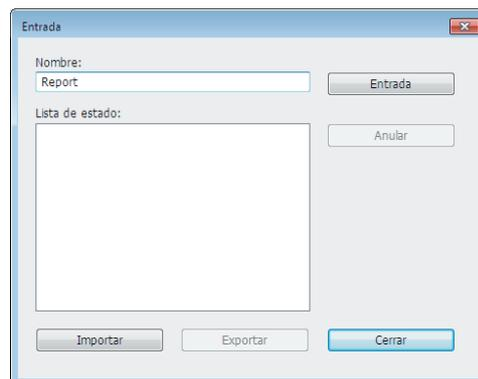 Entrada
Nombre:
Report
Entrada
Lista de estado:
Anular
Importar
Exportar
Cerrar